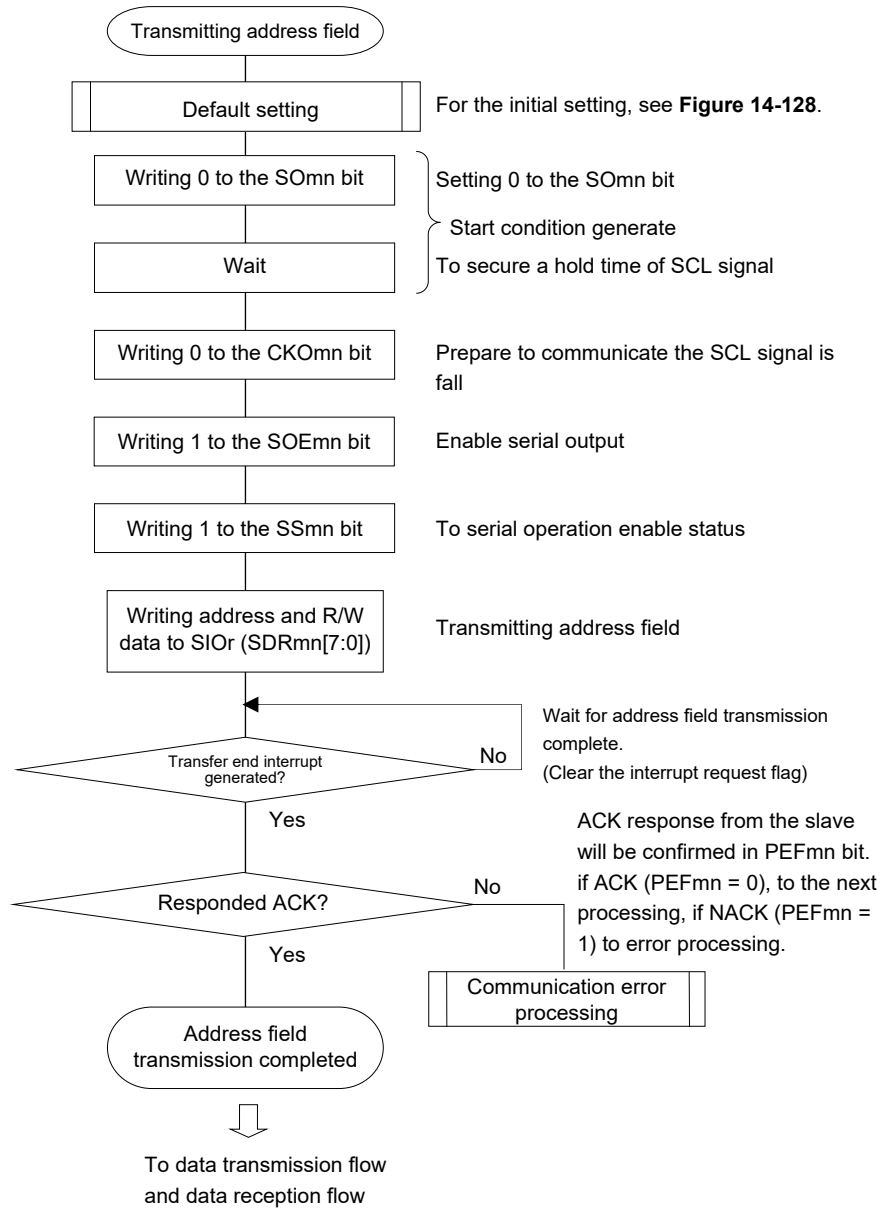 Transmitting address field
Default setting
For the initial setting, see Figure 14-128.
Writing 0 to the SOmn bit
Setting 0 to the SOmn bit
Start condition generate
Wait
To secure a hold time of SCL signal
Writing 0 to the CKOmn bit
Prepare to communicate the SCL signal is
fall
Writing 1 to the SOEmn bit
Enable serial output
Writing 1 to the SSmn bit
To serial operation enable status
Writing address and R/W
data to SIOr (SDRmn[7:0])
Transmitting address field
Transfer end interrupt
generated?
No
Wait for address field transmission
complete.
(Clear the interrupt request flag)
Yes
Responded ACK?
No
ACK response from the slave
will be confirmed in PEFmn bit.
if ACK (PEFmn = 0), to the next
processing, if NACK (PEFmn =
1) to error processing.
Yes
Communication error
processing
Address field
transmission completed
To data transmission flow
and data reception flow